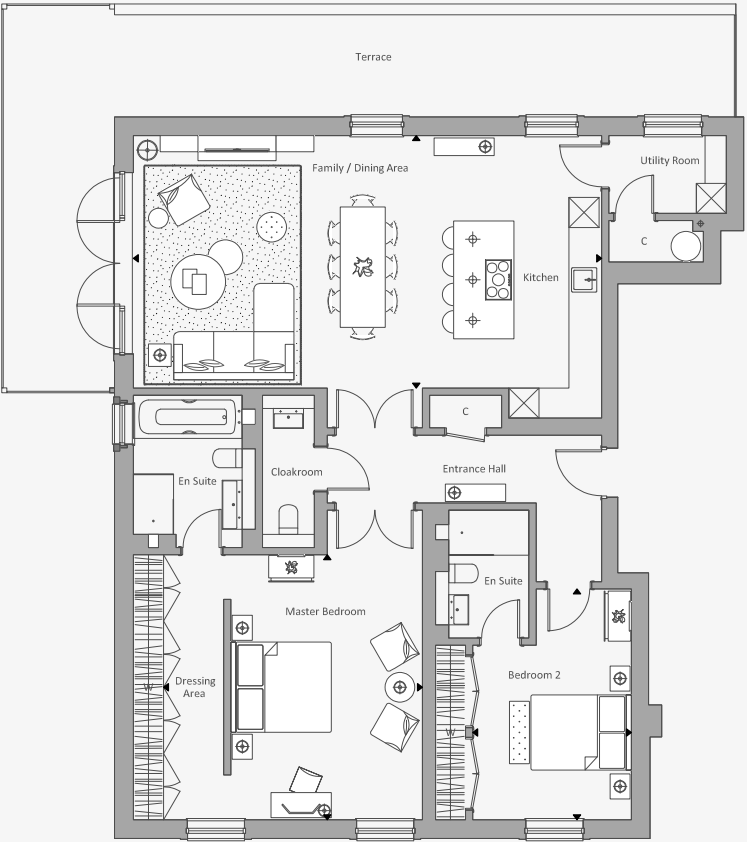 Terrace
Family / Dining Area
Utility Room
C
Kitchen
C
Entrance Hall
Cloakroom
En Suite
En Suite
Master Bedroom
Dressing
Area
W
Bedroom 2
W